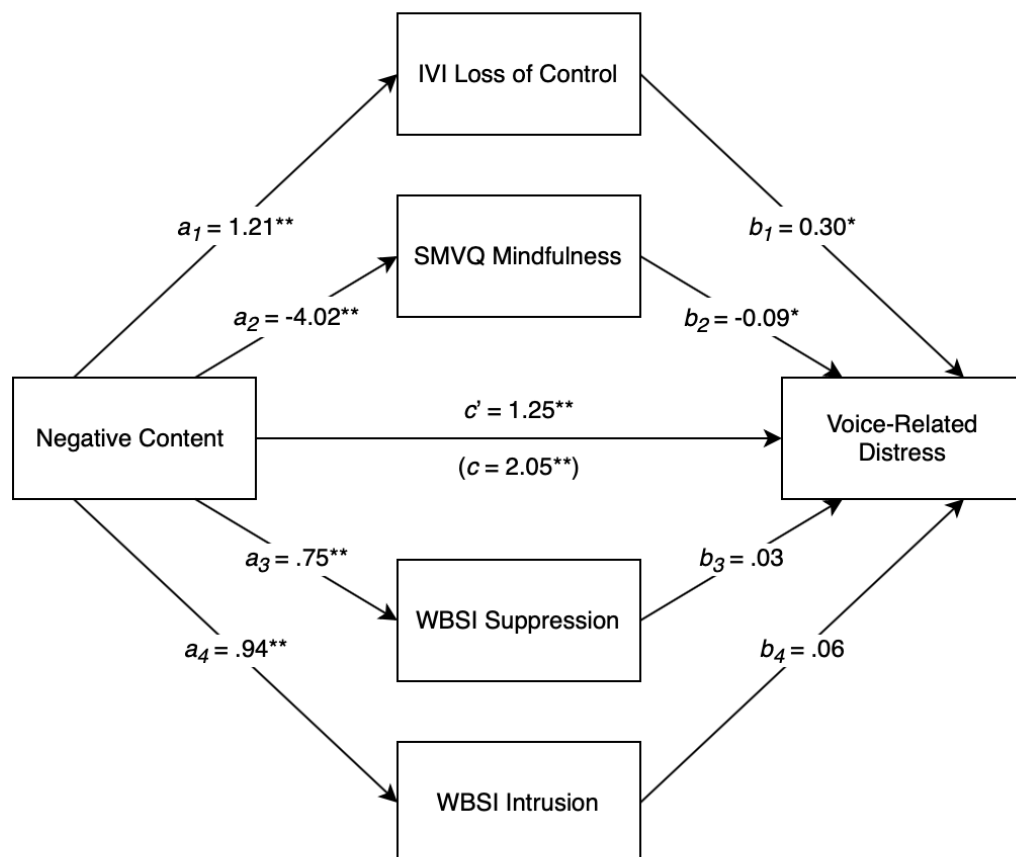 IVI Loss of Control
a1 = 1.21**
b1 = 0.30*
SMVQ Mindfulness
a2 = -4.02**
b2 = -0.09*
Negative Content
c’ = 1.25**
(c = 2.05**)
Voice-Related
Distress
a3 = .75**
b3 = .03
WBSI Suppression
a4 = .94**
b4 = .06
WBSI Intrusion